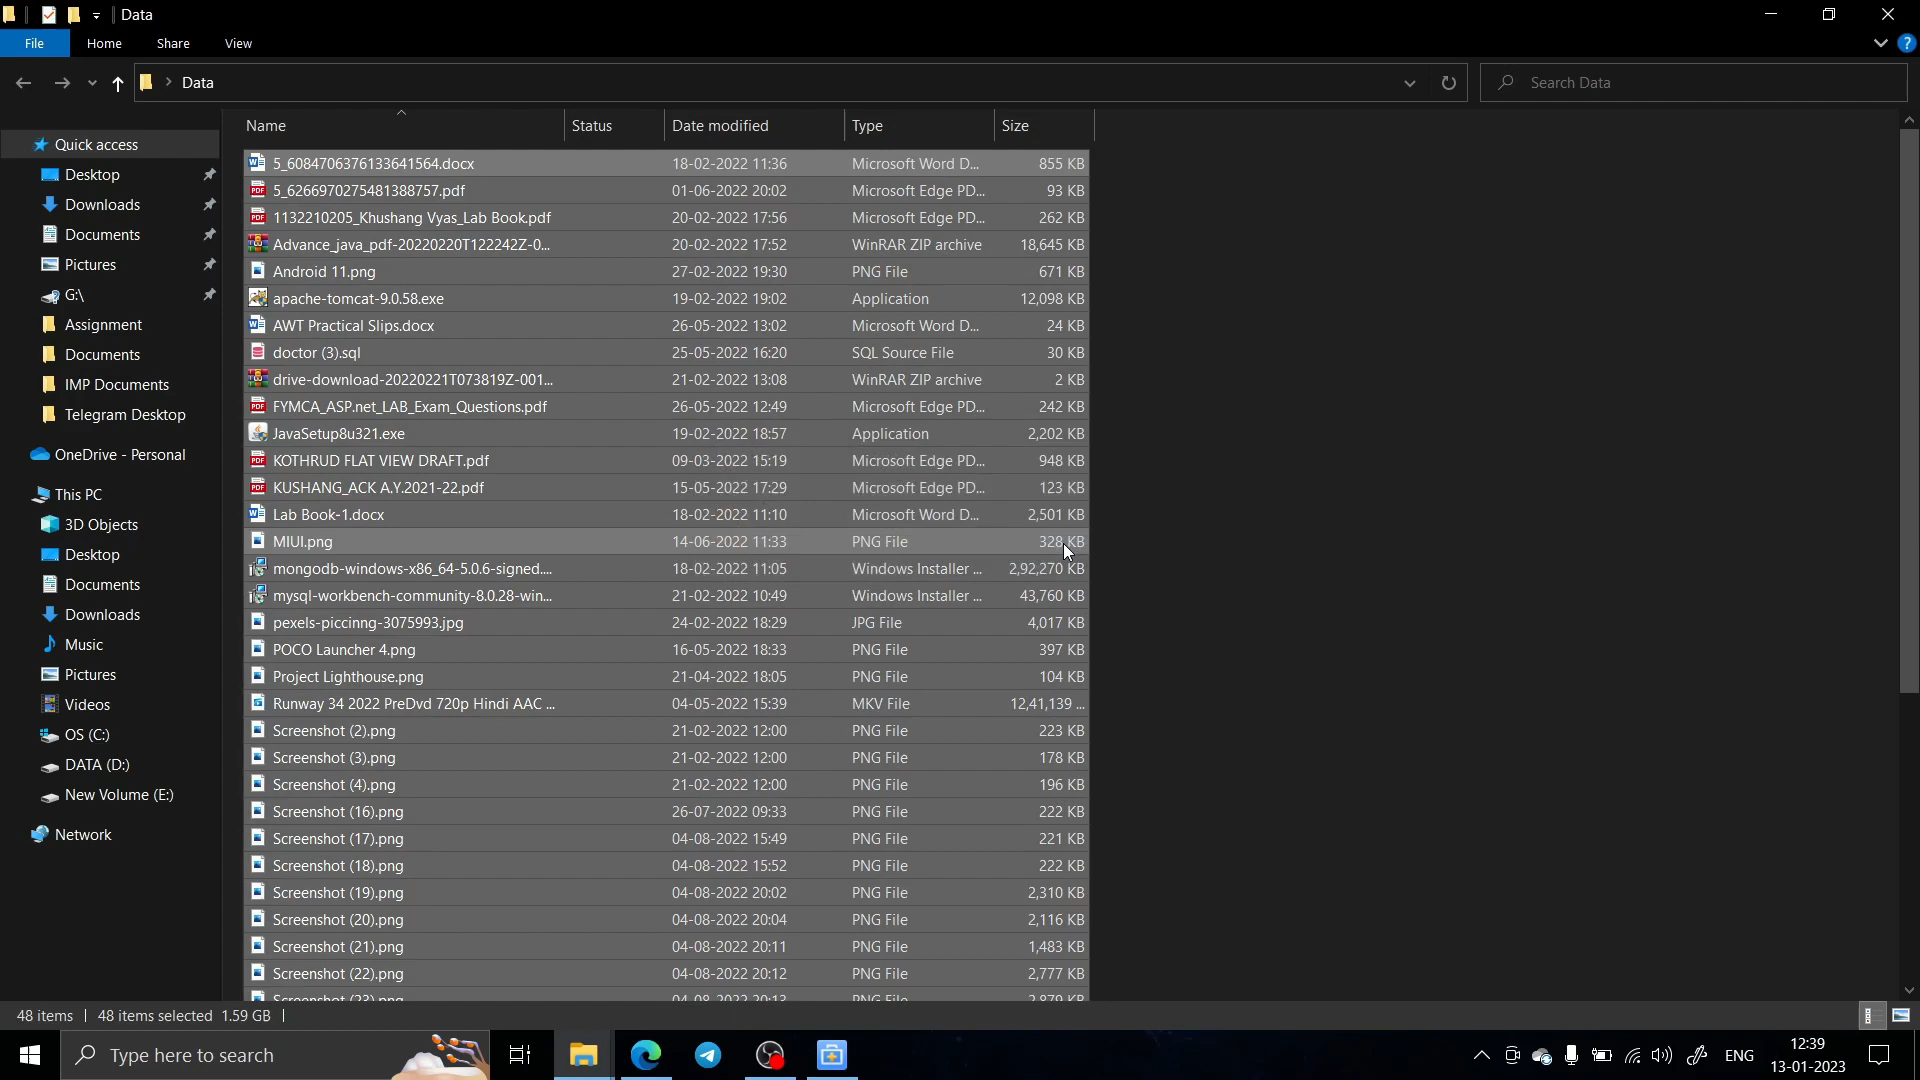 Data
File Home Share View
Data
Search Data
Name Status Date modified Type Size
Quick access
Desktop
Downloads
Documents
Pictures
G:\
Assignment
Documents
IMP Documents
Telegram Desktop
OneDrive - Personal
This PC
3D Objects
Desktop
Documents
Downloads
Music
Pictures
Videos
OS (C:)
DATA (D:)
New Volume (E:)
Network
5_6084706376133641564.docx 18-02-2022 11:36 Microsoft Word D... 855 KB
5_6266970275481388757.pdf 01-06-2022 20:02 Microsoft Edge PD... 93 KB
1132210205_Khushang Vyas_Lab Book.pdf 20-02-2022 17:56 Microsoft Edge PD... 262 KB
Advance_java_pdf-20220220T122242Z-0... 20-02-2022 17:52 WinRAR ZIP archive 18,645 KB
Android 11.png 27-02-2022 19:30 PNG File 671 KB
apache-tomcat-9.0.58.exe 19-02-2022 19:02 Application 12,098 KB
AWT Practical Slips.docx 26-05-2022 13:02 Microsoft Word D... 24 KB
doctor (3).sql 25-05-2022 16:20 SQL Source File 30 KB
drive-download-20220221T073819Z-001... 21-02-2022 13:08 WinRAR ZIP archive 2 KB
FYMCA_ASP.net_LAB_Exam_Questions.pdf 26-05-2022 12:49 Microsoft Edge PD... 242 KB
JavaSetup8u321.exe 19-02-2022 18:57 Application 2,202 KB
KOTHRUD FLAT VIEW DRAFT.pdf 09-03-2022 15:19 Microsoft Edge PD... 948 KB
KUSHANG_ACK A.Y.2021-22.pdf 15-05-2022 17:29 Microsoft Edge PD... 123 KB
Lab Book-1.docx 18-02-2022 11:10 Microsoft Word D... 2,501 KB
MIUI.png 14-06-2022 11:33 PNG File 328 KB
mongodb-windows-x86_64-5.0.6-signed.... 18-02-2022 11:05 Windows Installer ... 2,92,270 KB
mysql-workbench-community-8.0.28-win... 21-02-2022 10:49 Windows Installer ... 43,760 KB
pexels-piccinng-3075993.jpg 24-02-2022 18:29 JPG File 4,017 KB
POCO Launcher 4.png 16-05-2022 18:33 PNG File 397 KB
Project Lighthouse.png 21-04-2022 18:05 PNG File 104 KB
Runway 34 2022 PreDvd 720p Hindi AAC ... 04-05-2022 15:39 MKV File 12,41,139 ...
Screenshot (2).png 21-02-2022 12:00 PNG File 223 KB
Screenshot (3).png 21-02-2022 12:00 PNG File 178 KB
Screenshot (4).png 21-02-2022 12:00 PNG File 196 KB
Screenshot (16).png 26-07-2022 09:33 PNG File 222 KB
Screenshot (17).png 04-08-2022 15:49 PNG File 221 KB
Screenshot (18).png 04-08-2022 15:52 PNG File 222 KB
Screenshot (19).png 04-08-2022 20:02 PNG File 2,310 KB
Screenshot (20).png 04-08-2022 20:04 PNG File 2,116 KB
Screenshot (21).png 04-08-2022 20:11 PNG File 1,483 KB
Screenshot (22).png 04-08-2022 20:12 PNG File 2,777 KB
Screenshot (23).png 04-08-2022 20:13 PNG File 2,879 KB
48 items 48 items selected 1.59 GB
Type here to search
ENG
12:39
13-01-2023